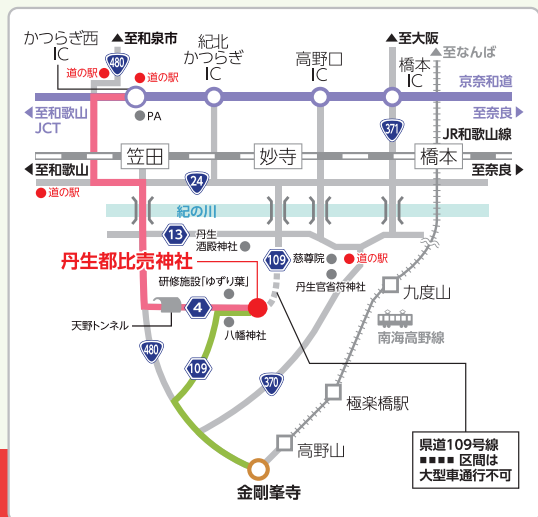 かつらぎ西
IC
▲至和泉市
480
道の駅
道の駅
紀北
かつらぎ
IC
高野口
IC
▲至大阪
橋本
IC
▲至なんば
京奈和道
◀至和歌山
JCT
PA
371
至奈良▶
JR和歌山線
◀至和歌山
笠田
妙寺
橋本
至奈良▶
24
道の駅
紀の川
13
丹生
酒殿神社
109
慈尊院
道の駅
丹生官省符神社
丹生都比売神社
研修施設「ゆずり葉」
九度山
4
天野トンネル
八幡神社
南海高野線
480
109
370
極楽橋駅
高野山
金剛峯寺
県道109号線
■■■■ 区間は
大型車通行不可